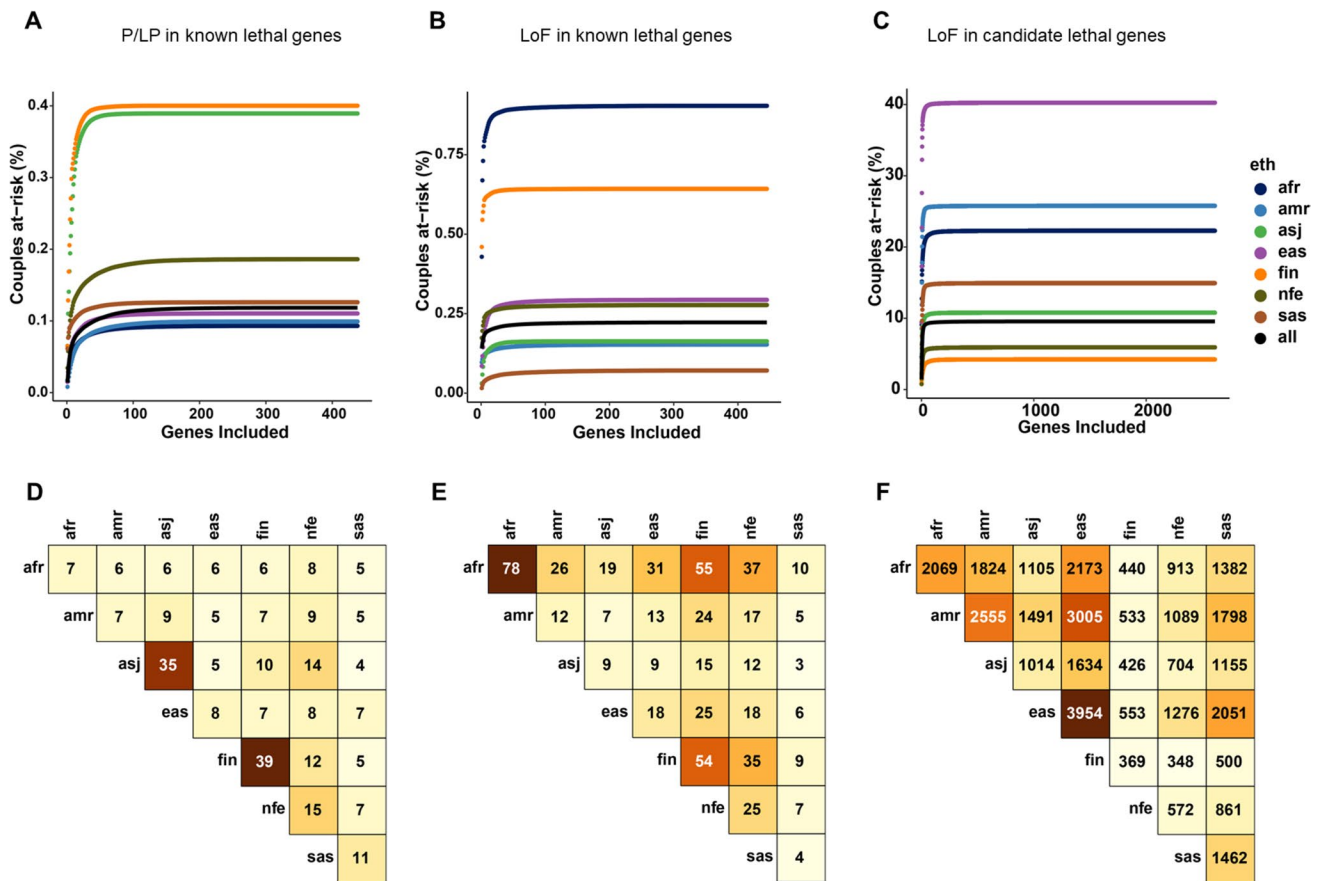 A
P/LP in known lethal genes
Couples at−risk (%)
0.4
0.3
0.2
0.1
0.0
0 100 200 300 400
Genes Included
B
LoF in known lethal genes
Couples at−risk (%)
0.75
0.50
0.25
0.00
0 100 200 300 400
Genes Included
C
LoF in candidate lethal genes
Couples at−risk (%)
40
30
20
10
0
0 1000 2000
Genes Included
eth
afr
amr
asj
eas
fin
nfe
sas
all
D
afr amr asj eas fin nfe sas
afr 7 6 6 6 6 8 5
amr 7 9 5 7 9 5
asj 35 5 10 14 4
eas 8 7 8 7
fin 39 12 5
nfe 15 7
sas 11
E
afr amr asj eas fin nfe sas
afr 78 26 19 31 55 37 10
amr 12 7 13 24 17 5
asj 9 9 15 12 3
eas 18 25 18 6
fin 54 35 9
nfe 25 7
sas 4
F
afr amr asj eas fin nfe sas
afr 2069 1824 1105 2173 440 913 1382
amr 2555 1491 3005 533 1089 1798
asj 1014 1634 426 704 1155
eas 3954 553 1276 2051
fin 369 348 500
nfe 572 861
sas 1462